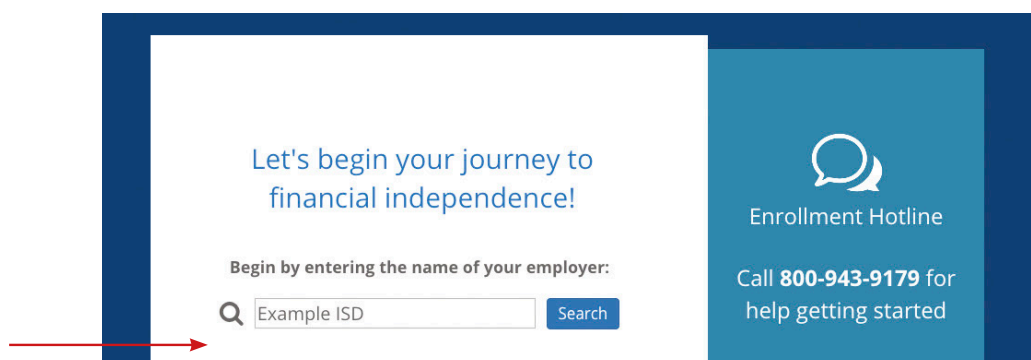 Let's begin your journey to
financial independence!
Begin by entering the name of your employer:
Example ISD
Search
Enrollment Hotline
Call 800-943-9179 for
help getting started